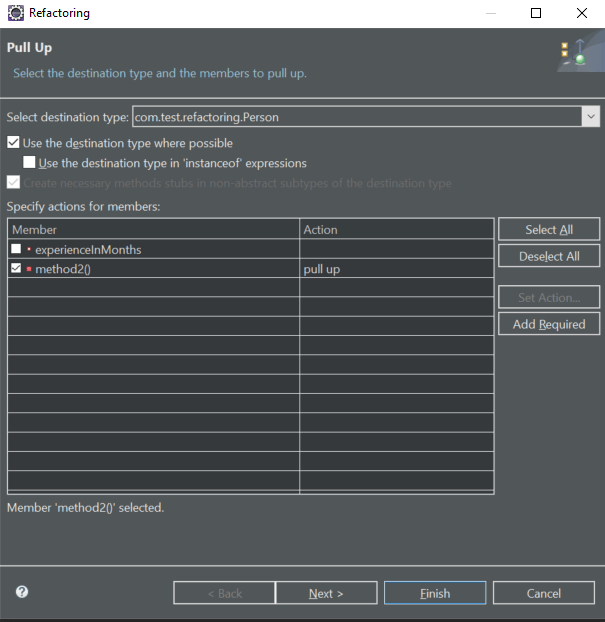 Refactoring
Pull Up
Select the destination type and the members to pull up.
Select destination type: com.test.refactoring.Person
Use the destination type where possible
Use the destination type in 'instanceof' expressions
Create necessary methods stubs in non-abstract subtypes of the destination type
Specify actions for members:
Member Action
experienceInMonths
method2() pull up
Select All
Deselect All
Set Action...
Add Required
Member 'method2()' selected.
? < Back Next > Finish Cancel